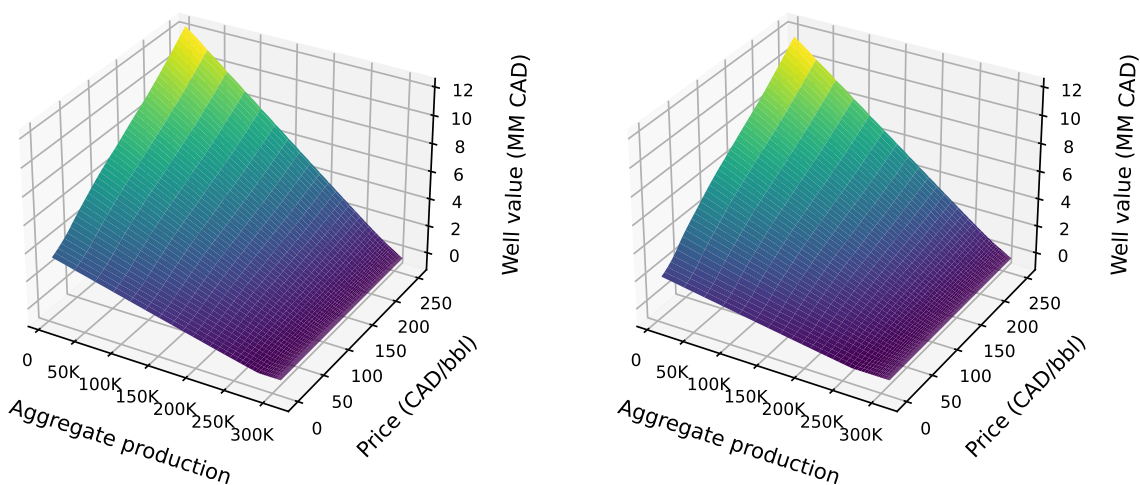 12
10
8
6
4
2
0
Well value (MM CAD)
250
200
150
100
50
0
Price (CAD/bbl)
0
50K
100K
150K
200K
250K
300K
Aggregate production
12
10
8
6
4
2
0
Well value (MM CAD)
250
200
150
100
50
0
Price (CAD/bbl)
0
50K
100K
150K
200K
250K
300K
Aggregate production